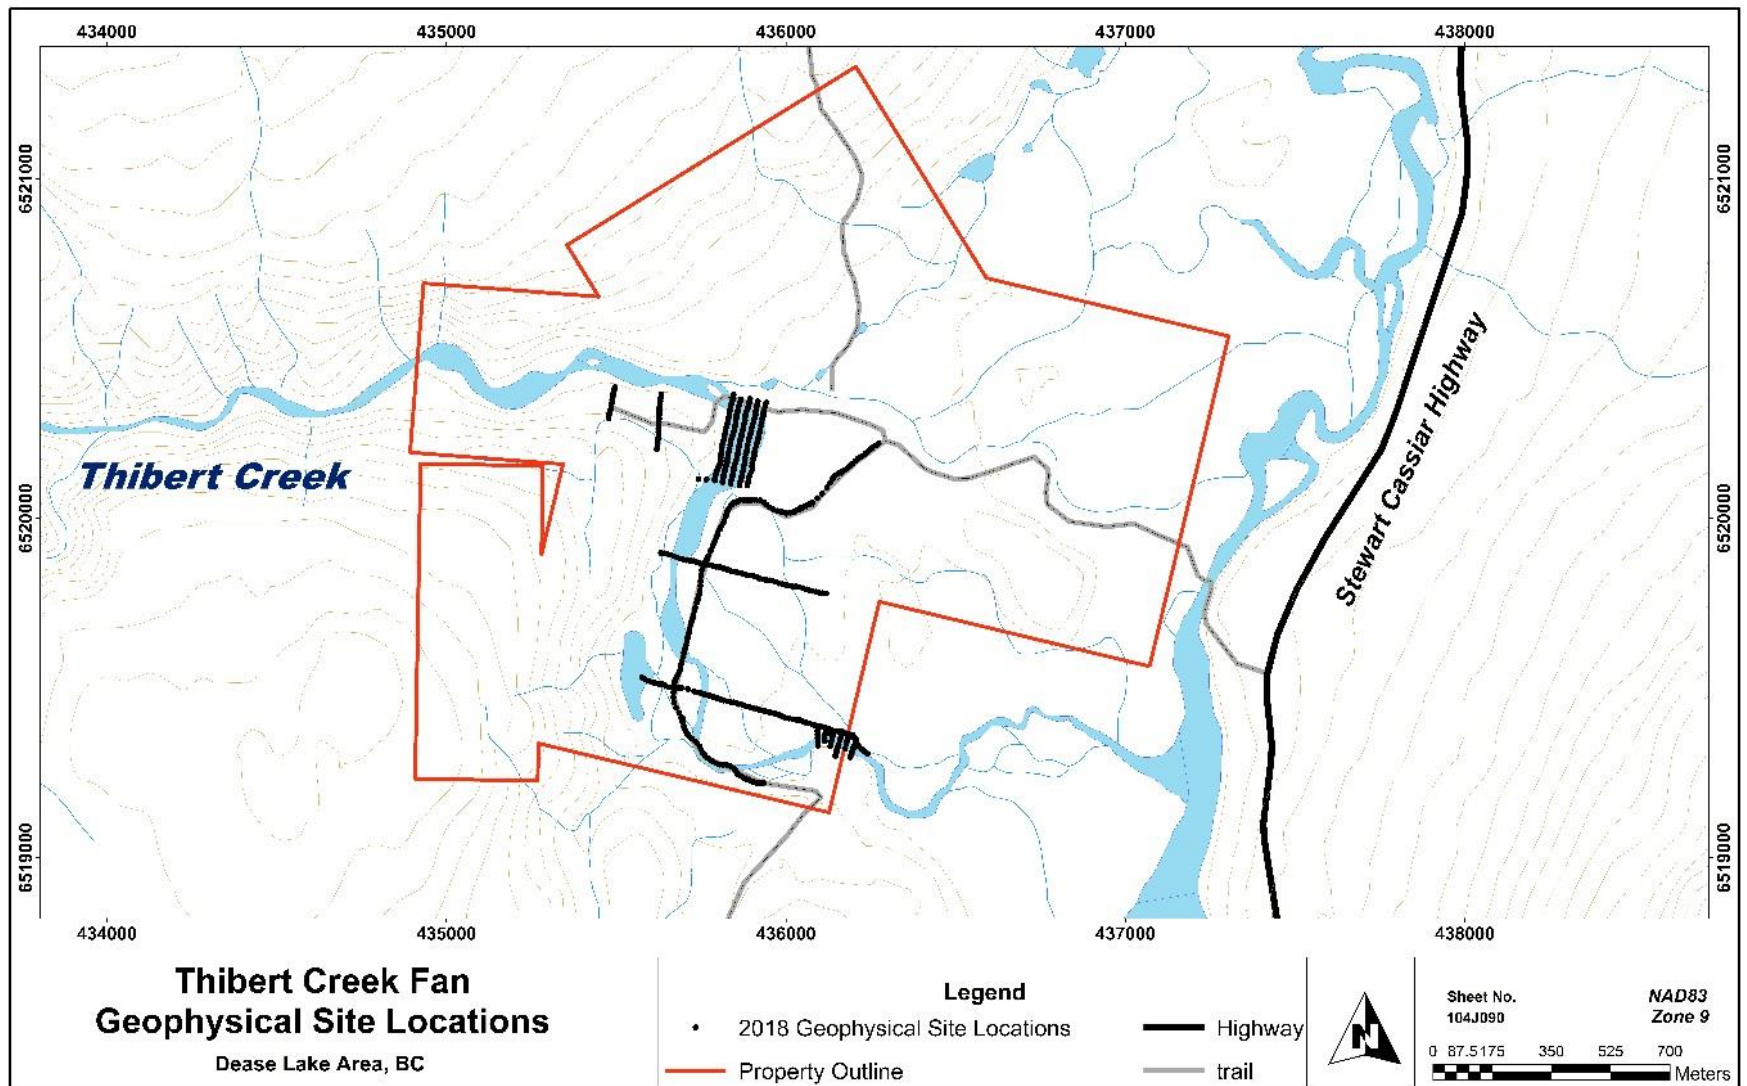 434000 435000 436000 437000 438000
6521000
6521000
6520000
6520000
6519000
6519000
Thibert Creek
Stewart Cassiar Highway
434000 435000 436000 437000 438000
Thibert Creek Fan
Geophysical Site Locations
Dease Lake Area, BC
Legend
2018 Geophysical Site Locations
Highway
Property Outline
trail
N
Sheet No.
104J090
NAD83
Zone 9
0 87.5175 350 525 700
Meters